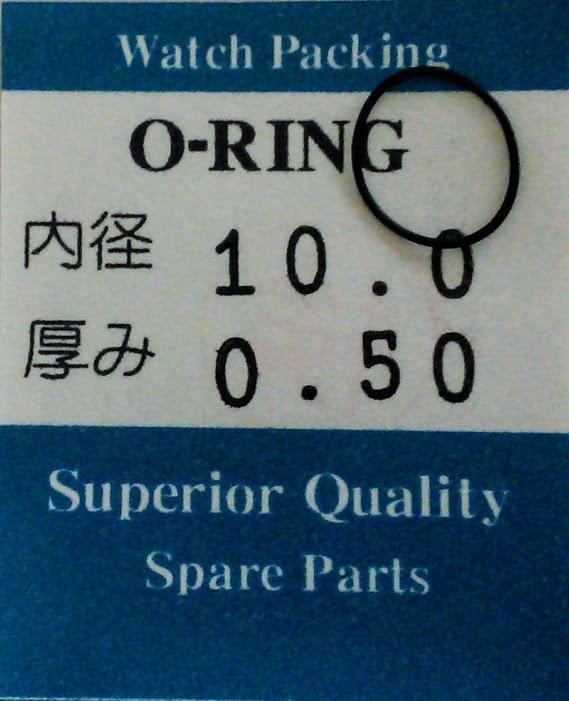 Watch Packing
O-RING
内径 10.0
厚み 0.50
Superior Quality
Spare Parts